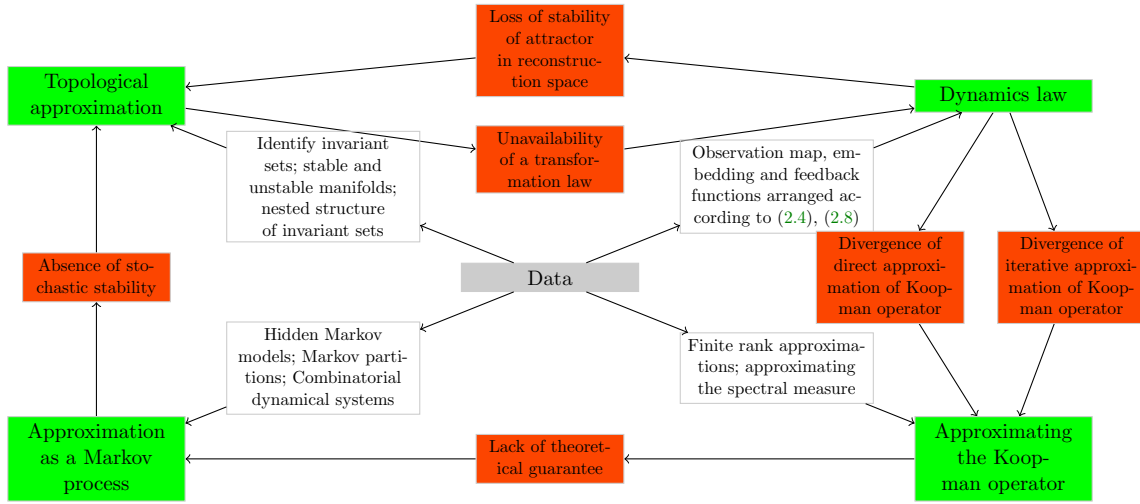 Loss of stability
of attractor
in reconstruc-
tion space
Topological
approximation
Dynamics law
Unavailability
of a transfor-
mation law
Identify invariant
sets; stable and
unstable manifolds;
nested structure
of invariant sets
Observation map, em-
bedding and feedback
functions arranged ac-
cording to (2.4), (2.8)
Absence of sto-
chastic stability
Data
Divergence of
direct approxi-
mation of Koop-
man operator
Divergence of
iterative approxi-
mation of Koop-
man operator
Hidden Markov
models; Markov parti-
tions; Combinatorial
dynamical systems
Finite rank approxima-
tions; approximating
the spectral measure
Approximation
as a Markov
process
Lack of theoret-
ical guarantee
Approximating
the Koop-
man operator